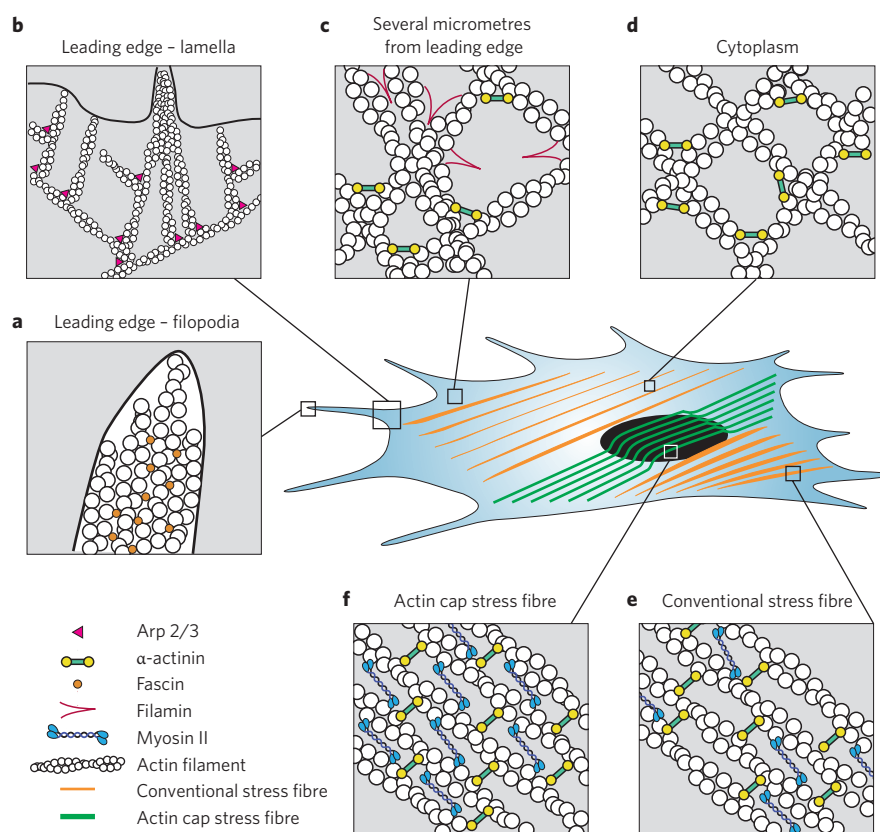 b
Leading edge – lamella
c
Several micrometres
from leading edge
d
Cytoplasm
a
Leading edge – filopodia
f
Actin cap stress fibre
e
Conventional stress fibre
Arp 2/3
α-actinin
Fascin
Filamin
Myosin II
Actin filament
Conventional stress fibre
Actin cap stress fibre